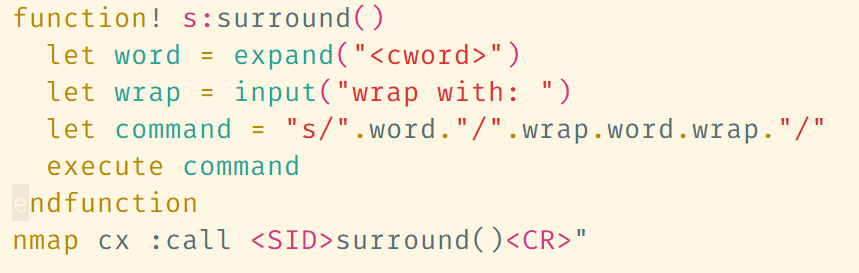 function! s:surround()
  let word = expand("<cword>")
  let wrap = input("wrap with: ")
  let command = "s/".word."/".wrap.word.wrap."/"
  execute command
endfunction
nmap cx :call <SID>surround()<CR>"